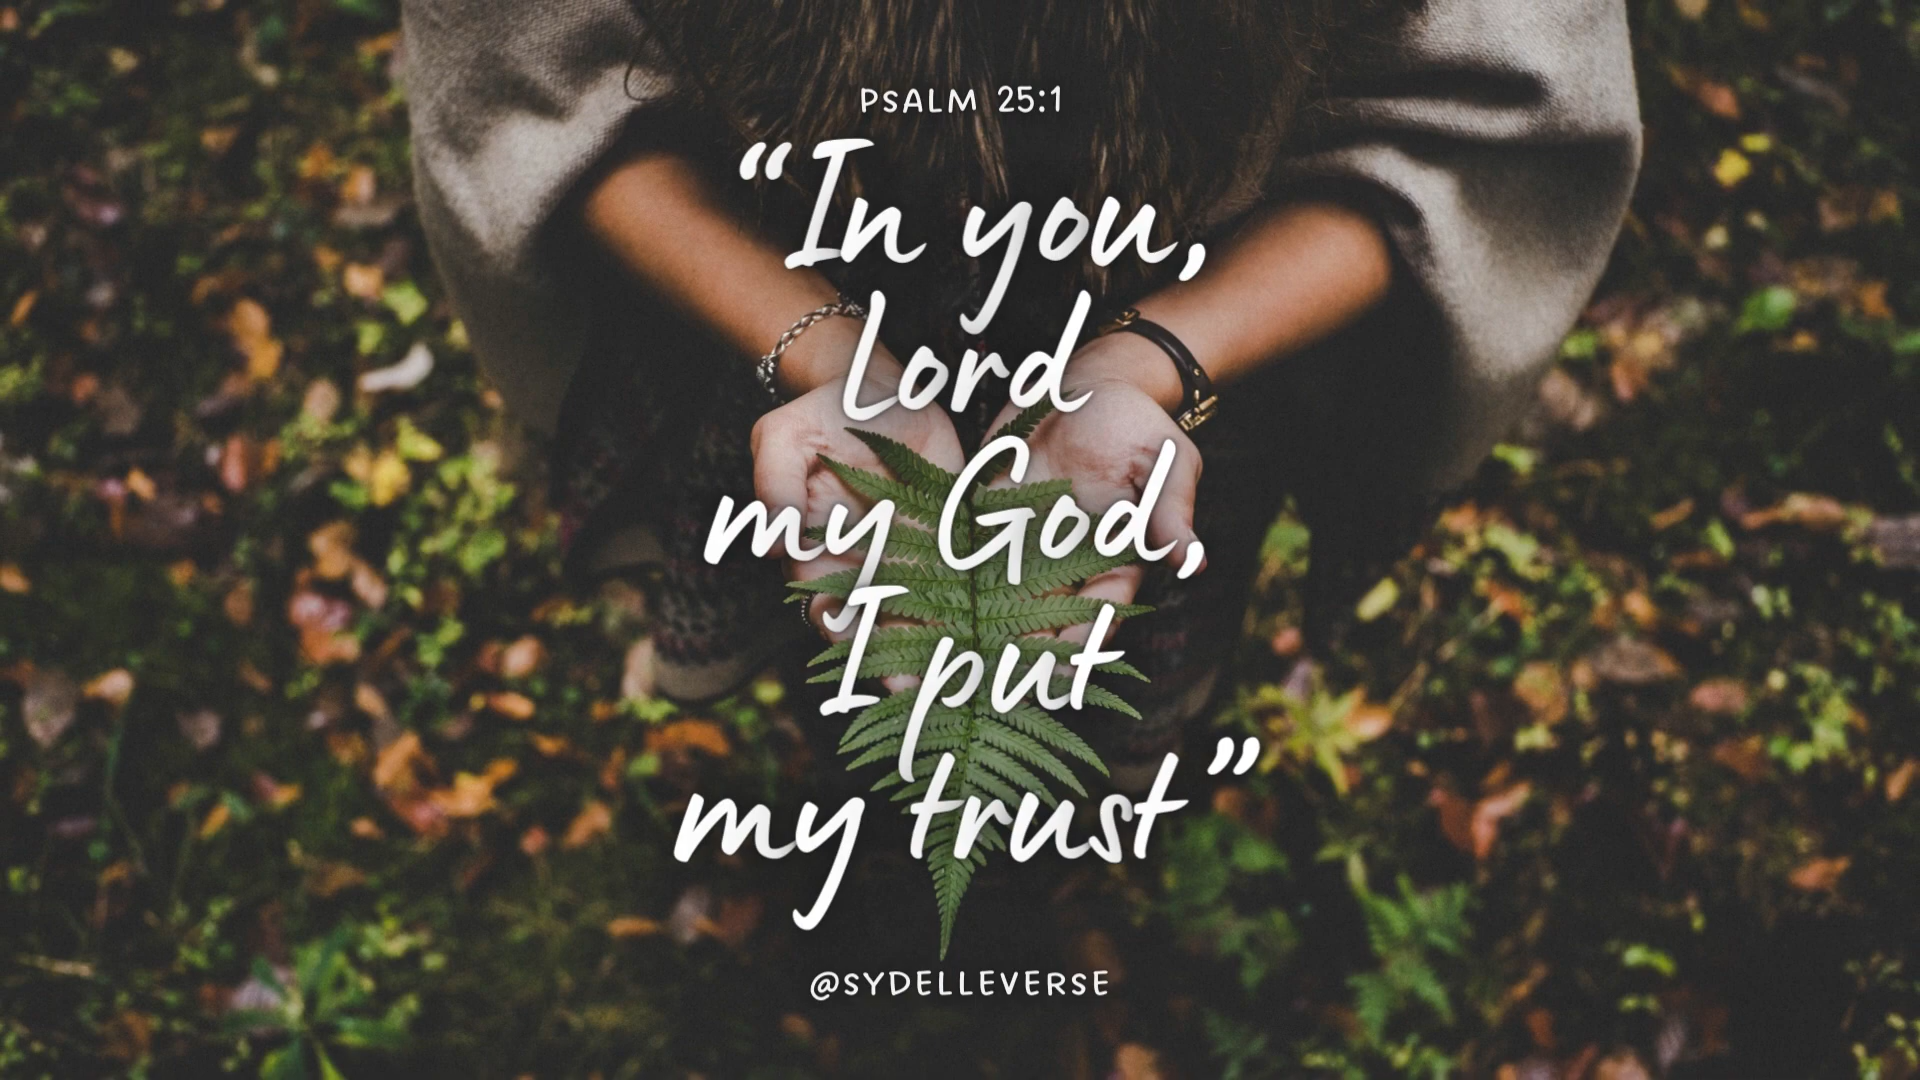 PSALM 25:1
“In you,
Lord
my God,
I put
my trust”
@SYDELLEVERSE